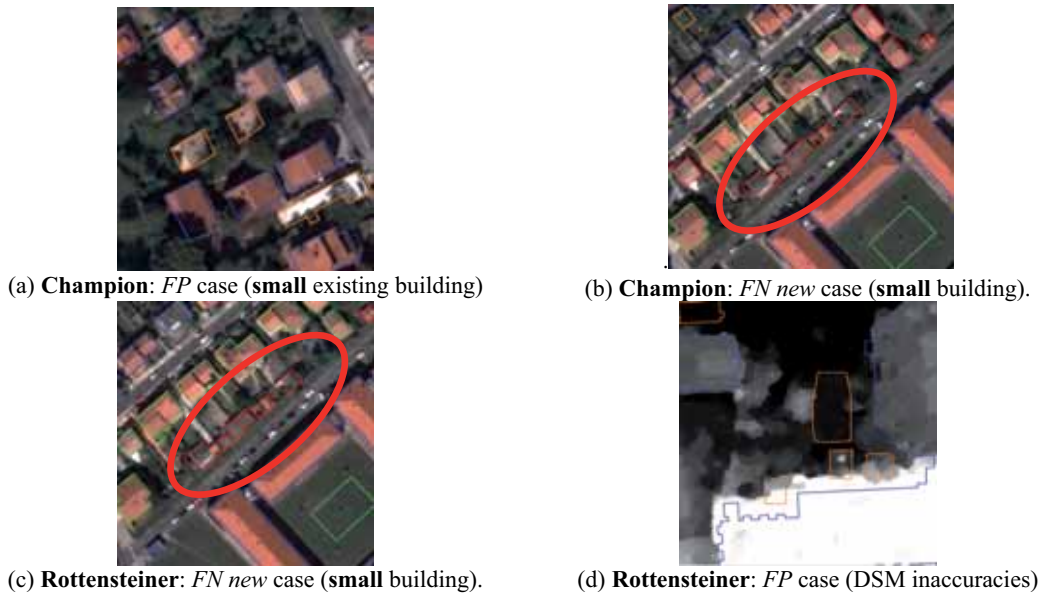 (a) Champion: FP case (small existing building)
(b) Champion: FN new case (small building).
(c) Rottensteiner: FN new case (small building).
(d) Rottensteiner: FP case (DSM inaccuracies)